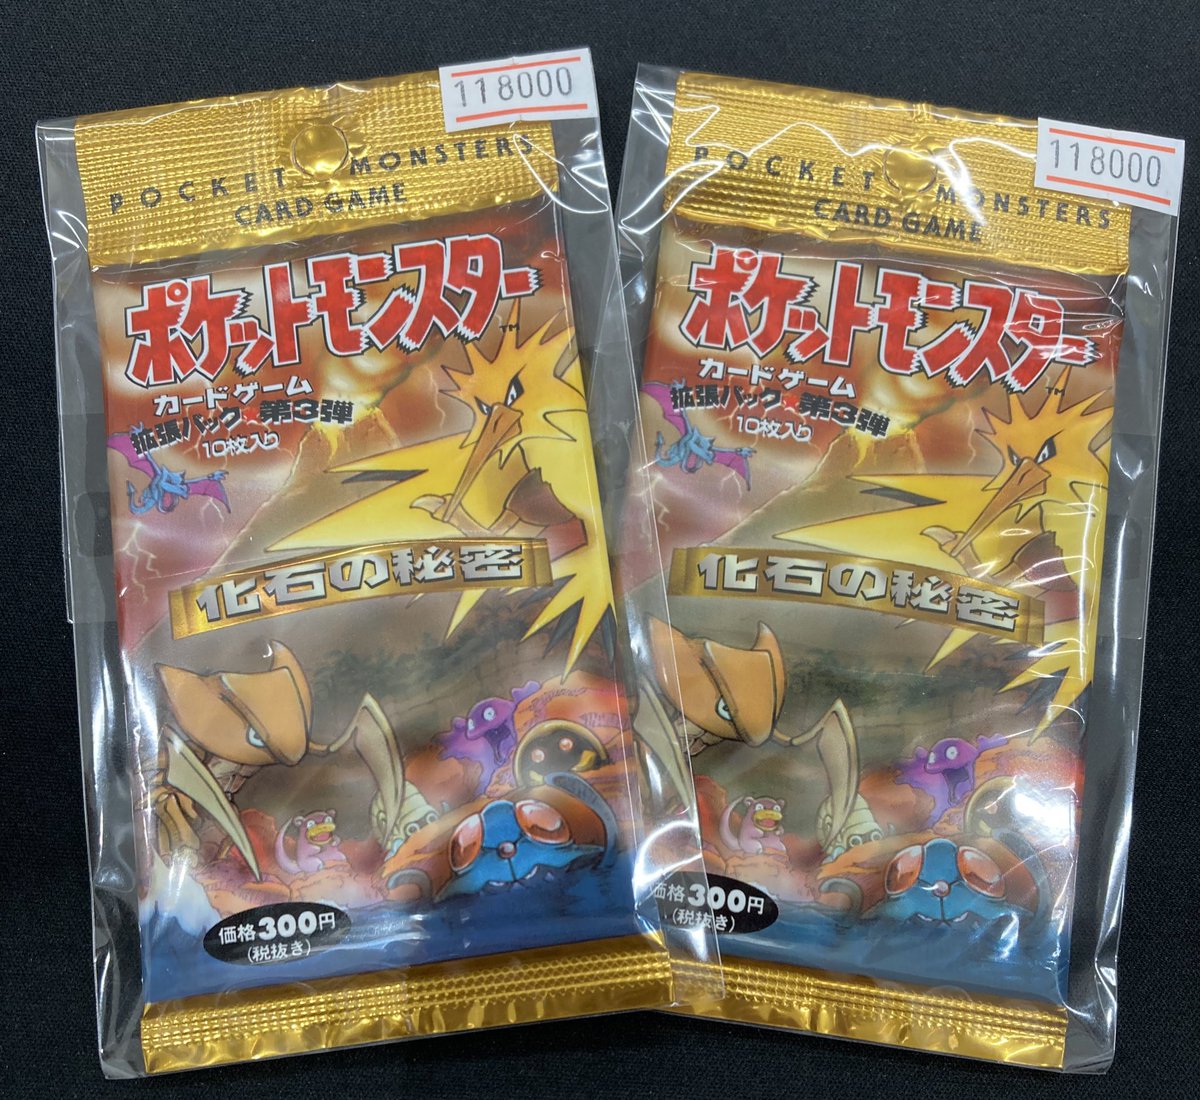 118000
POCKET MONSTERS
CARD GAME
ポケットモンスター
TM
カードゲーム
拡張パック★第3弾
10枚入り
化石の秘密
価格300円
(税抜き)
118000
POCKET MONSTERS
CARD GAME
ポケットモンスター
TM
カードゲーム
拡張パック★第3弾
10枚入り
化石の秘密
価格300円
(税抜き)